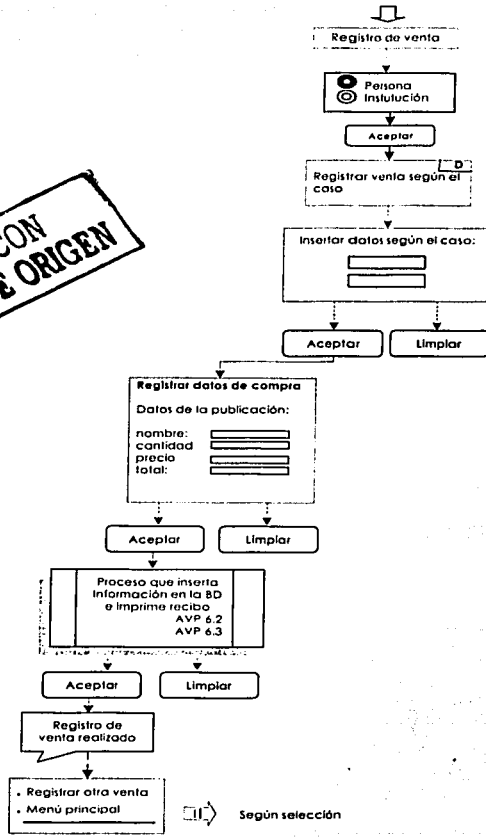 Registro de venta
Persona
Instutución
Aceptar
D
Registrar venta según el
caso
CON
E ORIGEN
Insertar datos según el caso:
Aceptar
Limpiar
Registrar datos de compra
Datos de la publicación:
nombre:
cantidad
precio
total:
Aceptar
Limpiar
Proceso que inserta
Información en la BD
e Imprime recibo
AVP 6.2
AVP 6.3
Aceptar
Limpiar
Registro de
venta realizado
. Registrar otra venta
. Menú principal
Según selección